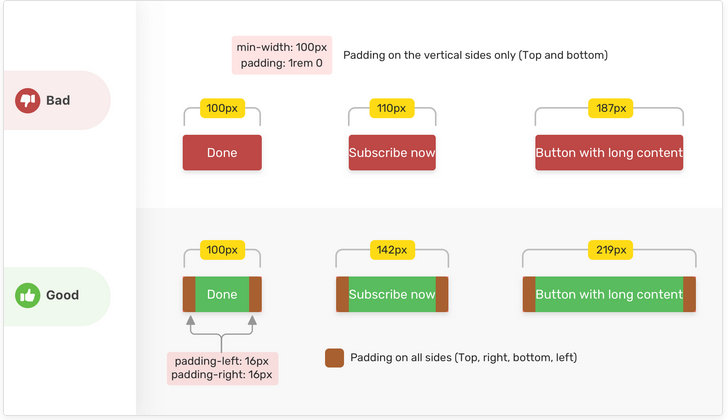 min-width: 100px
padding: 1rem 0
Padding on the vertical sides only (Top and bottom)
Bad
100px
110px
187px
Done
Subscribe now
Button with long content
100px
142px
219px
Good
Done
Subscribe now
Button with long content
padding-left: 16px
padding-right: 16px
Padding on all sides (Top, right, bottom, left)